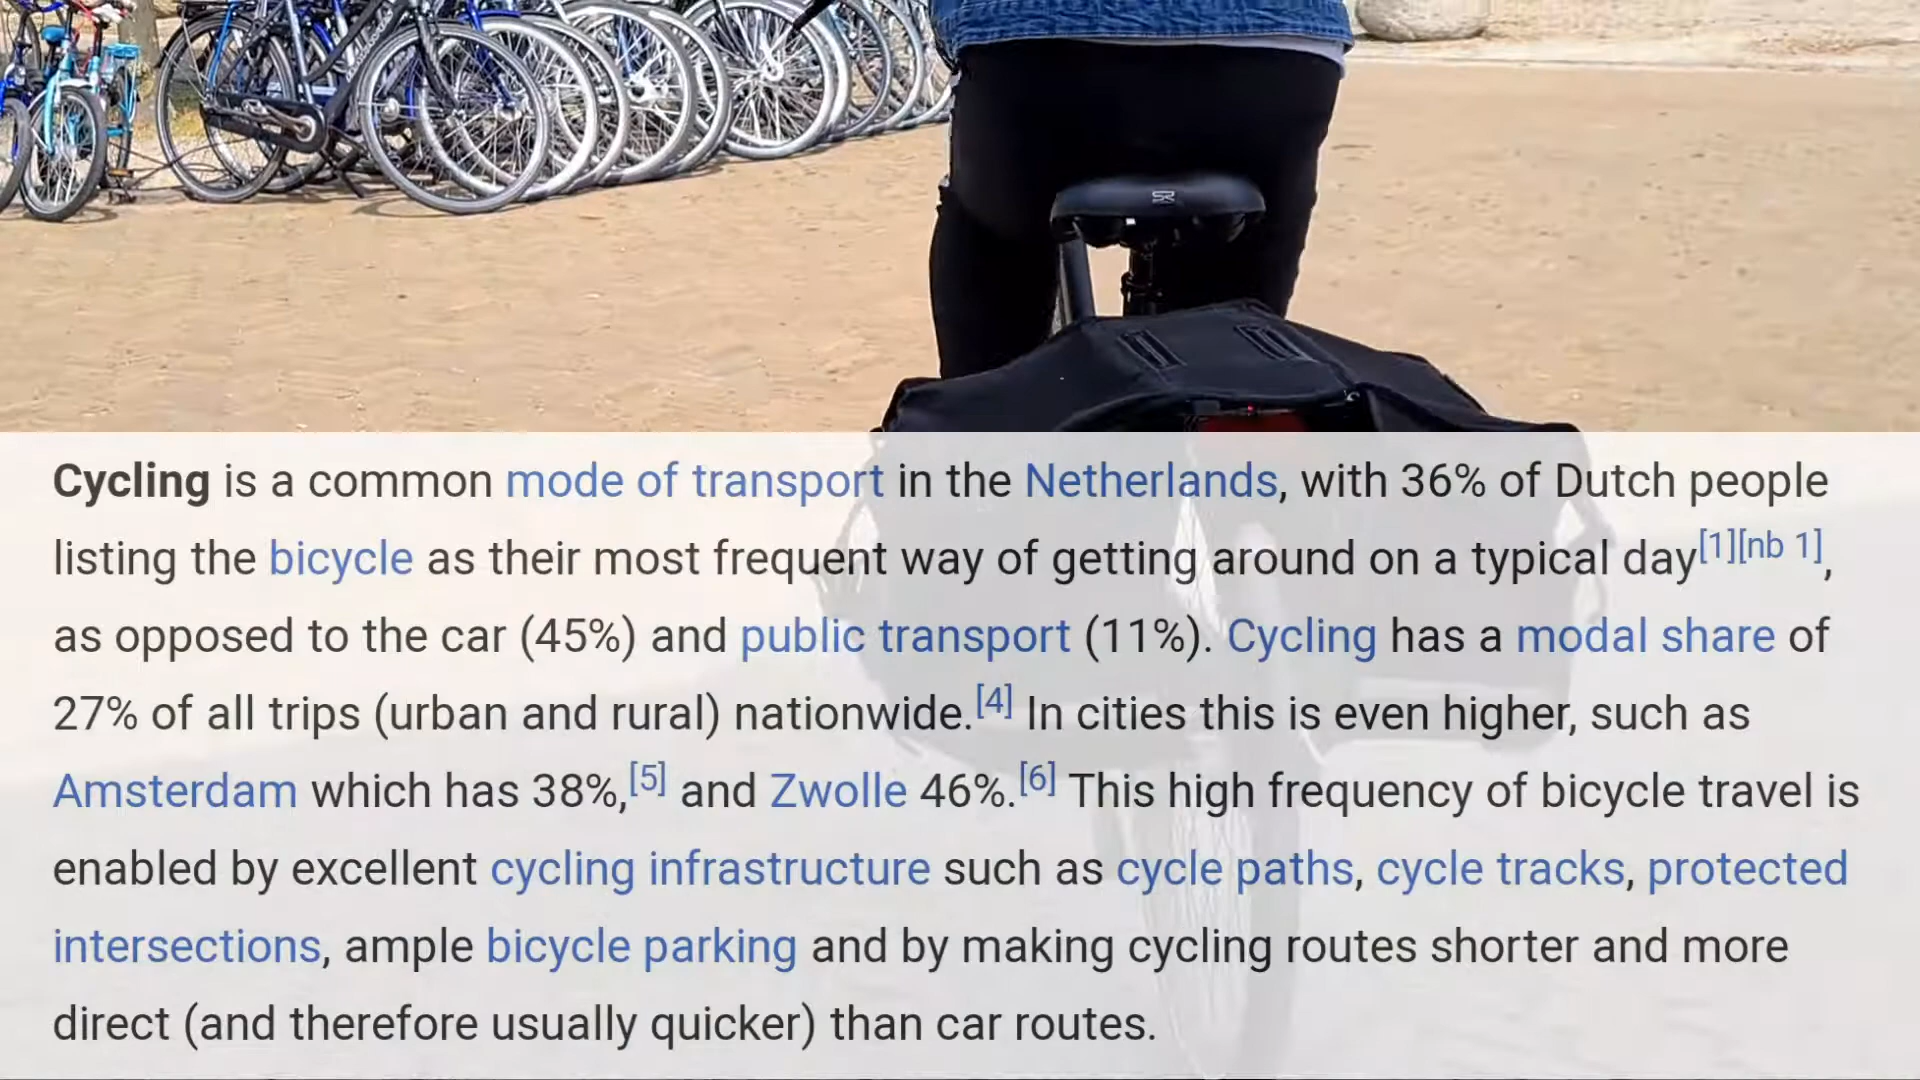 Cycling is a common mode of transport in the Netherlands, with 36% of Dutch people
listing the bicycle as their most frequent way of getting around on a typical day[1][nb 1],
as opposed to the car (45%) and public transport (11%). Cycling has a modal share of
27% of all trips (urban and rural) nationwide.[4] In cities this is even higher, such as
Amsterdam which has 38%,[5] and Zwolle 46%.[6] This high frequency of bicycle travel is
enabled by excellent cycling infrastructure such as cycle paths, cycle tracks, protected
intersections, ample bicycle parking and by making cycling routes shorter and more
direct (and therefore usually quicker) than car routes.